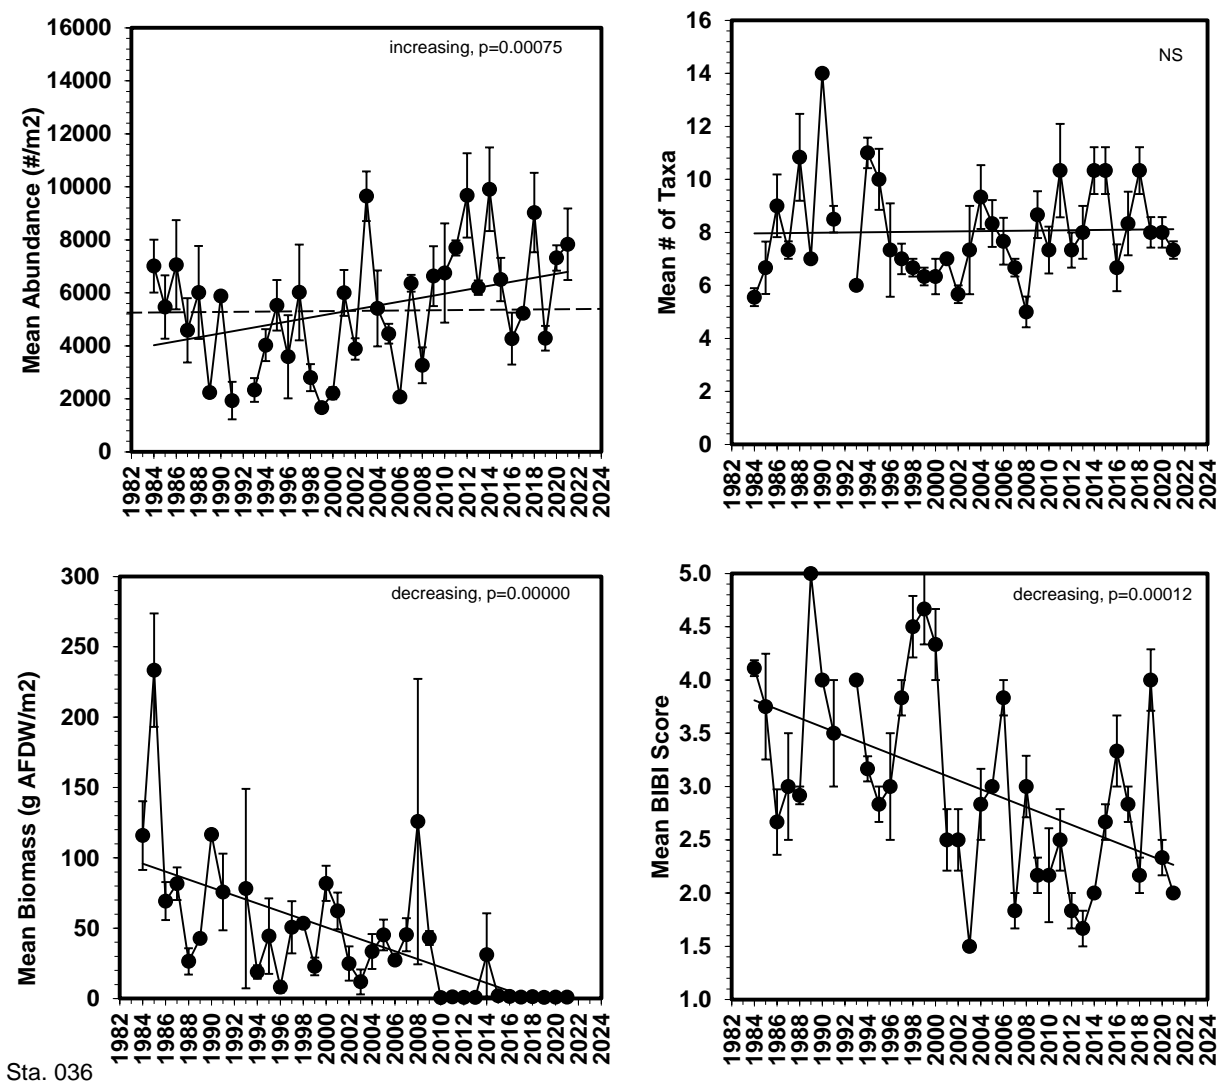 16000
14000
12000
10000
8000
6000
4000
2000
0
Mean Abundance (#/m2)
increasing, p=0.00075
1982 1984 1986 1988 1990 1992 1994 1996 1998 2000 2002 2004 2006 2008 2010 2012 2014 2016 2018 2020 2022 2024
16
14
12
10
8
6
4
2
0
Mean # of Taxa
NS
1982 1984 1986 1988 1990 1992 1994 1996 1998 2000 2002 2004 2006 2008 2010 2012 2014 2016 2018 2020 2022 2024
300
250
200
150
100
50
0
Mean Biomass (g AFDW/m2)
decreasing, p=0.00000
1982 1984 1986 1988 1990 1992 1994 1996 1998 2000 2002 2004 2006 2008 2010 2012 2014 2016 2018 2020 2022 2024
5.0
4.5
4.0
3.5
3.0
2.5
2.0
1.5
1.0
Mean BIBI Score
decreasing, p=0.00012
1982 1984 1986 1988 1990 1992 1994 1996 1998 2000 2002 2004 2006 2008 2010 2012 2014 2016 2018 2020 2022 2024
Sta. 036